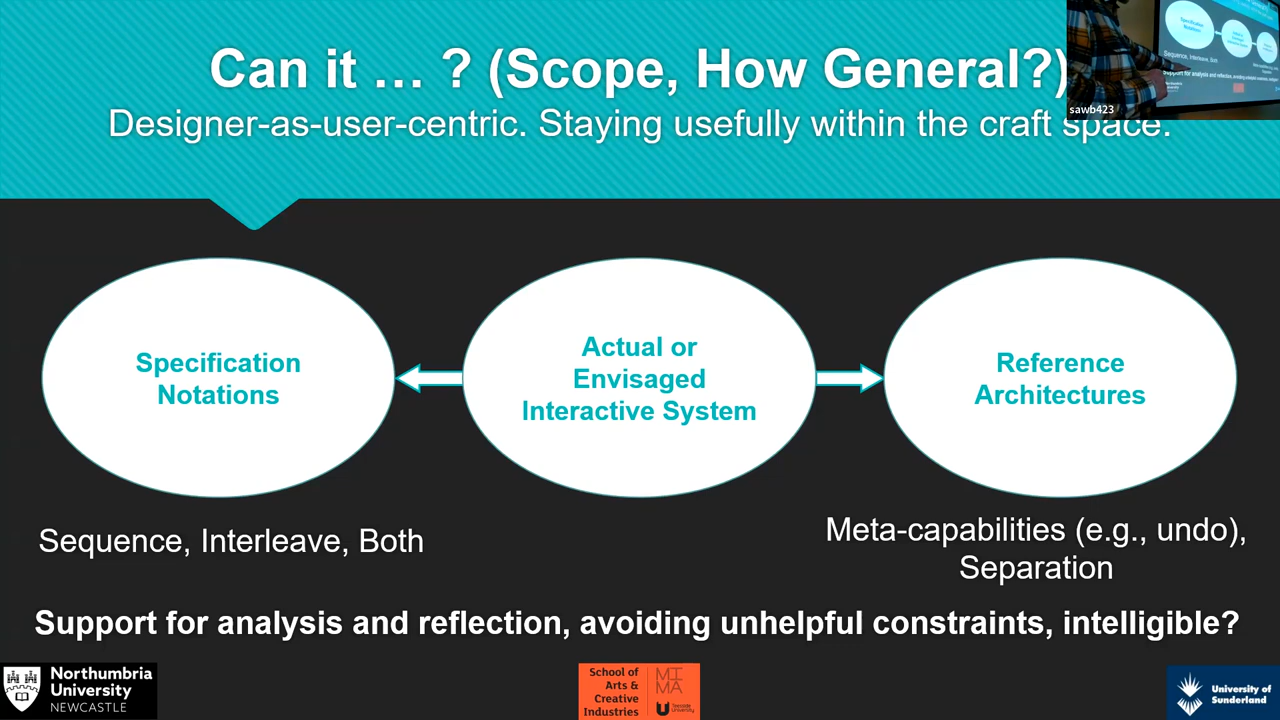 Can it … ? (Scope, How General?)
Designer-as-user-centric. Staying usefully within the craft space.
sawb423
Specification
Notations
Actual or
Envisaged
Interactive System
Reference
Architectures
Sequence, Interleave, Both
Meta-capabilities (e.g., undo),
Separation
Support for analysis and reflection, avoiding unhelpful constraints, intelligible?
Northumbria
University
NEWCASTLE
School of
Arts &
Creative
Industries
MI
MA
Teesside
University
University of
Sunderland